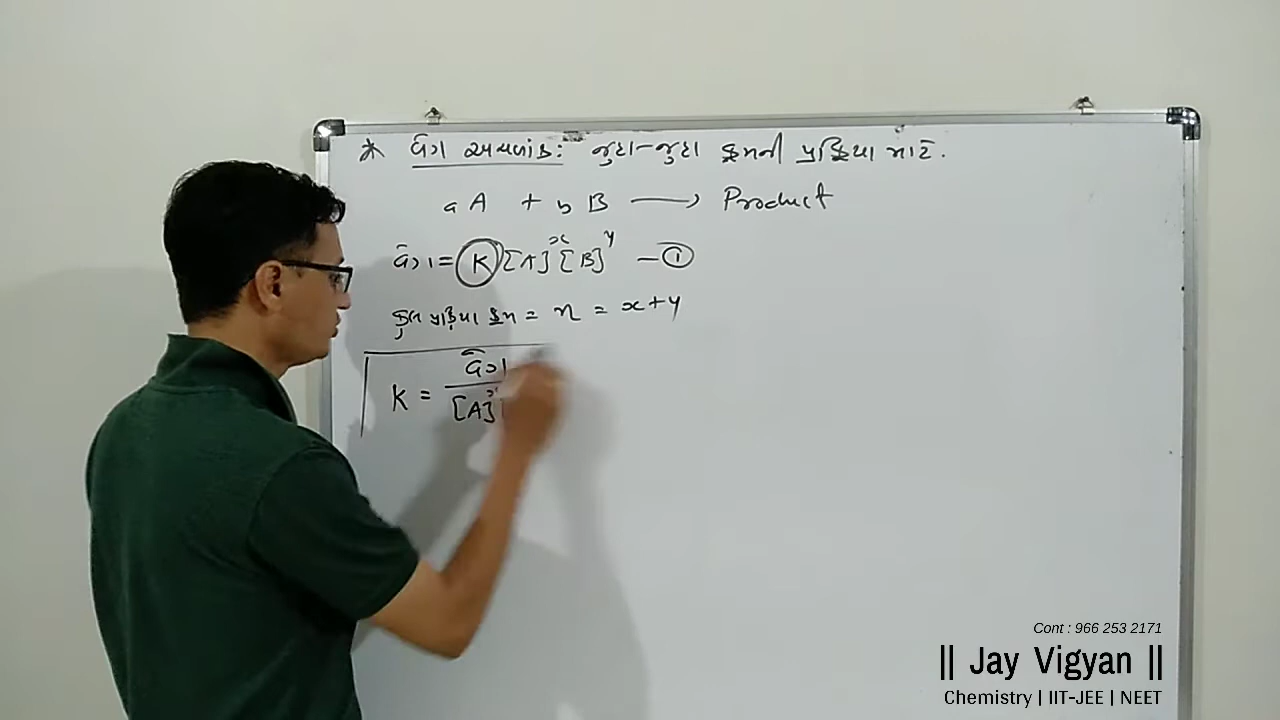 * વેગ અચળાંક: જુદા-જુદા ક્રમની પ્રક્રિયા માટે.
aA + bB ⟶ Product
વેગ = K [A]ˣ [B]ʸ — ①
કુલ પ્રક્રિયા ક્રમ = n = x+y
K = વેગ / [A]ˣ
Cont : 966 253 2171
|| Jay Vigyan ||
Chemistry | IIT-JEE | NEET